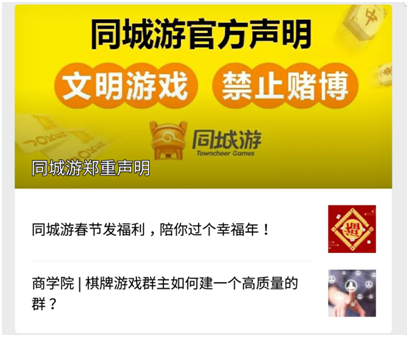 同城游官方声明
文明游戏 禁止赌博
同城游
Towncheer Games
同城游郑重声明
同城游春节发福利，陪你过个幸福年！
福
商学院 | 棋牌游戏群主如何建一个高质量的
群？